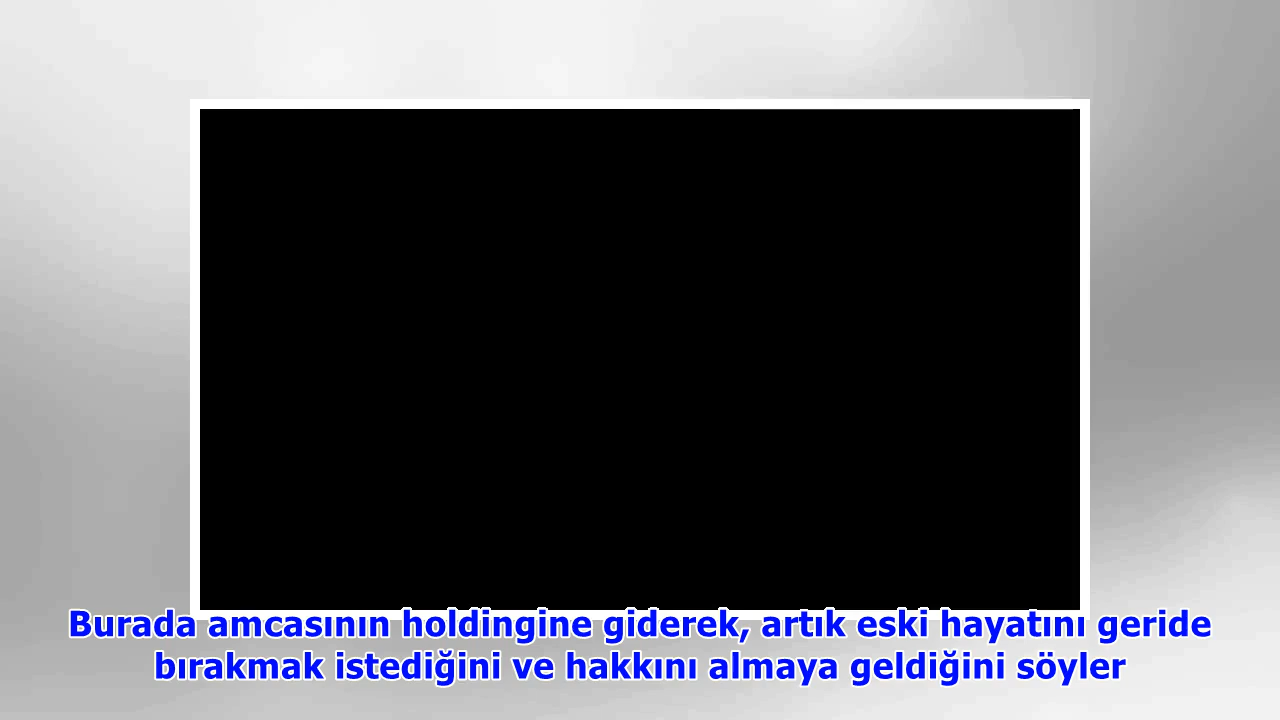 Burada amcasının holdingine giderek, artık eski hayatını geride
bırakmak istediğini ve hakkını almaya geldiğini söyler